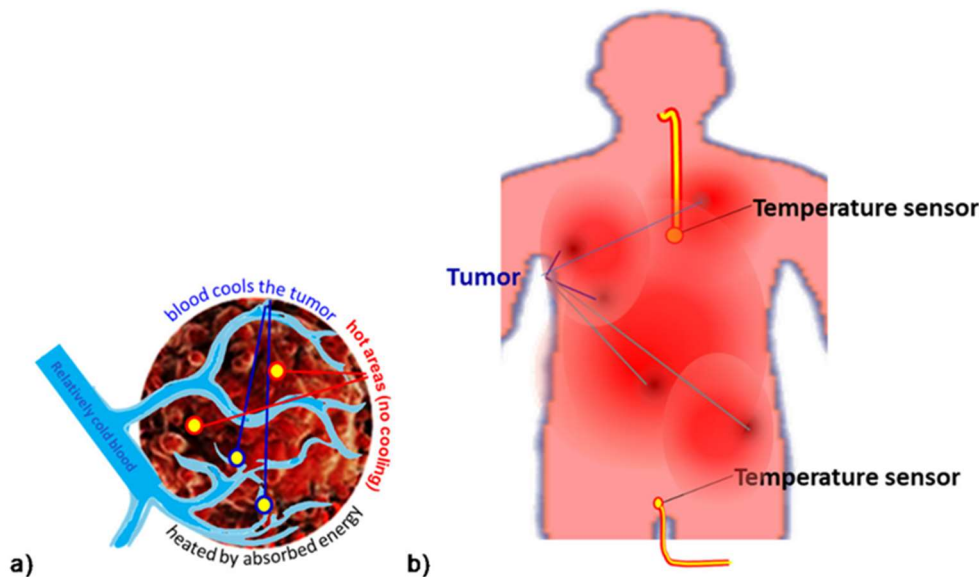 blood cools the tumor
hot areas (no cooling)
Relatively cold blood
heated by absorbed energy
a)
Temperature sensor
Tumor
Temperature sensor
b)